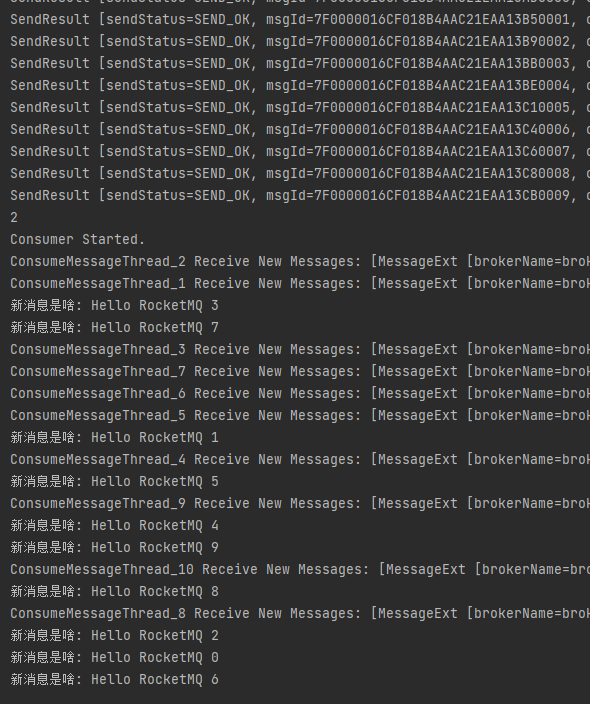 SendResult [sendStatus=SEND_OK, msgId=7F0000016CF018B4AAC21EAA13B50001,
SendResult [sendStatus=SEND_OK, msgId=7F0000016CF018B4AAC21EAA13B90002,
SendResult [sendStatus=SEND_OK, msgId=7F0000016CF018B4AAC21EAA13BB0003,
SendResult [sendStatus=SEND_OK, msgId=7F0000016CF018B4AAC21EAA13BE0004,
SendResult [sendStatus=SEND_OK, msgId=7F0000016CF018B4AAC21EAA13C10005,
SendResult [sendStatus=SEND_OK, msgId=7F0000016CF018B4AAC21EAA13C40006,
SendResult [sendStatus=SEND_OK, msgId=7F0000016CF018B4AAC21EAA13C60007,
SendResult [sendStatus=SEND_OK, msgId=7F0000016CF018B4AAC21EAA13C80008,
SendResult [sendStatus=SEND_OK, msgId=7F0000016CF018B4AAC21EAA13CB0009,
2
Consumer Started.
ConsumeMessageThread_2 Receive New Messages: [MessageExt [brokerName=brok
ConsumeMessageThread_1 Receive New Messages: [MessageExt [brokerName=brok
新消息是啥: Hello RocketMQ 3
新消息是啥: Hello RocketMQ 7
ConsumeMessageThread_3 Receive New Messages: [MessageExt [brokerName=brok
ConsumeMessageThread_7 Receive New Messages: [MessageExt [brokerName=brok
ConsumeMessageThread_6 Receive New Messages: [MessageExt [brokerName=brok
ConsumeMessageThread_5 Receive New Messages: [MessageExt [brokerName=brok
新消息是啥: Hello RocketMQ 1
ConsumeMessageThread_4 Receive New Messages: [MessageExt [brokerName=brok
新消息是啥: Hello RocketMQ 5
ConsumeMessageThread_9 Receive New Messages: [MessageExt [brokerName=brok
新消息是啥: Hello RocketMQ 4
新消息是啥: Hello RocketMQ 9
ConsumeMessageThread_10 Receive New Messages: [MessageExt [brokerName=bro
新消息是啥: Hello RocketMQ 8
ConsumeMessageThread_8 Receive New Messages: [MessageExt [brokerName=brok
新消息是啥: Hello RocketMQ 2
新消息是啥: Hello RocketMQ 0
新消息是啥: Hello RocketMQ 6